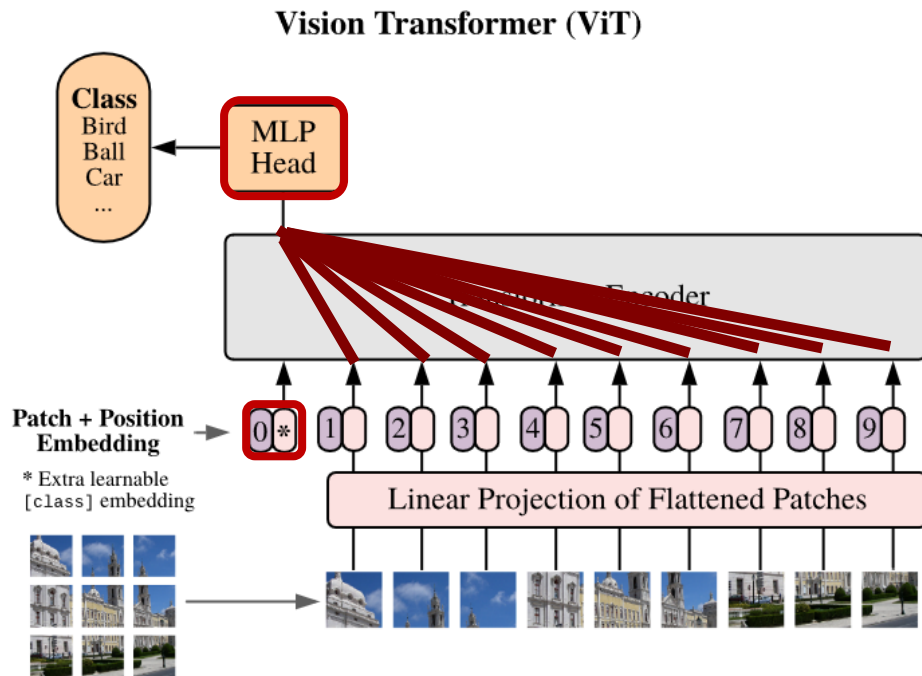 Vision Transformer (ViT)
Class
Bird
Ball
Car
...
MLP
Head
Encoder
Patch + Position
Embedding
0 * 1 2 3 4 5 6 7 8 9
* Extra learnable
[class] embedding
Linear Projection of Flattened Patches